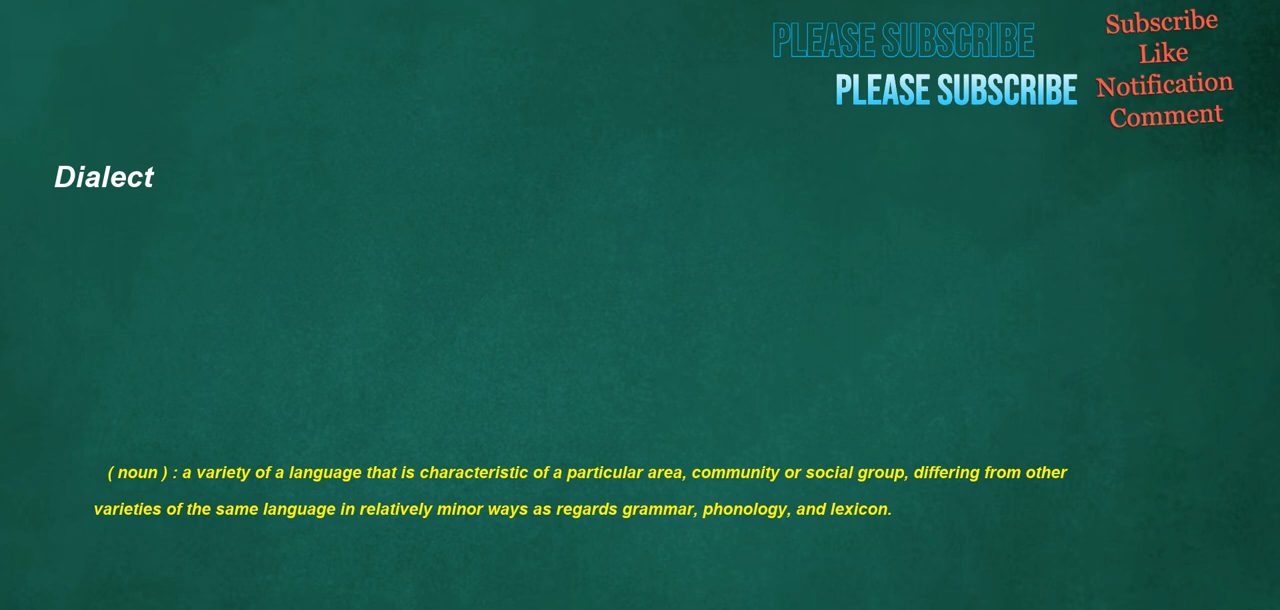 PLEASE SUBSCRIBE
PLEASE SUBSCRIBE
Subscribe
Like
Notification
Comment
Dialect
( noun ) : a variety of a language that is characteristic of a particular area, community or social group, differing from other
varieties of the same language in relatively minor ways as regards grammar, phonology, and lexicon.